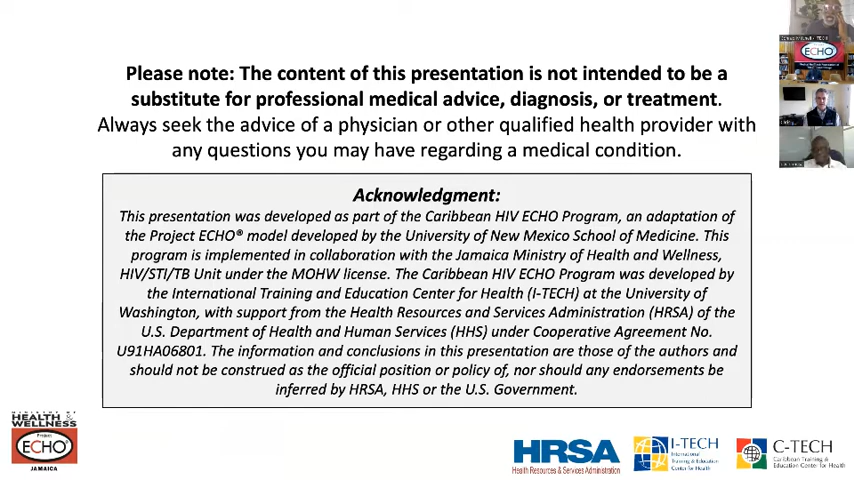 Please note: The content of this presentation is not intended to be a
substitute for professional medical advice, diagnosis, or treatment.
Always seek the advice of a physician or other qualified health provider with
any questions you may have regarding a medical condition.
Acknowledgment:
This presentation was developed as part of the Caribbean HIV ECHO Program, an adaptation of
the Project ECHO® model developed by the University of New Mexico School of Medicine. This
program is implemented in collaboration with the Jamaica Ministry of Health and Wellness,
HIV/STI/TB Unit under the MOHW license. The Caribbean HIV ECHO Program was developed by
the International Training and Education Center for Health (I-TECH) at the University of
Washington, with support from the Health Resources and Services Administration (HRSA) of the
U.S. Department of Health and Human Services (HHS) under Cooperative Agreement No.
U91HA06801. The information and conclusions in this presentation are those of the authors and
should not be construed as the official position or policy of, nor should any endorsements be
inferred by HRSA, HHS or the U.S. Government.
ECHO
MINISTRY OF
HEALTH &
WELLNESS
Project
ECHO
JAMAICA
HRSA
Health Resources & Services Administration
I-TECH
International
Training & Education
Center for Health
C-TECH
Caribbean Training &
Education Center for Health